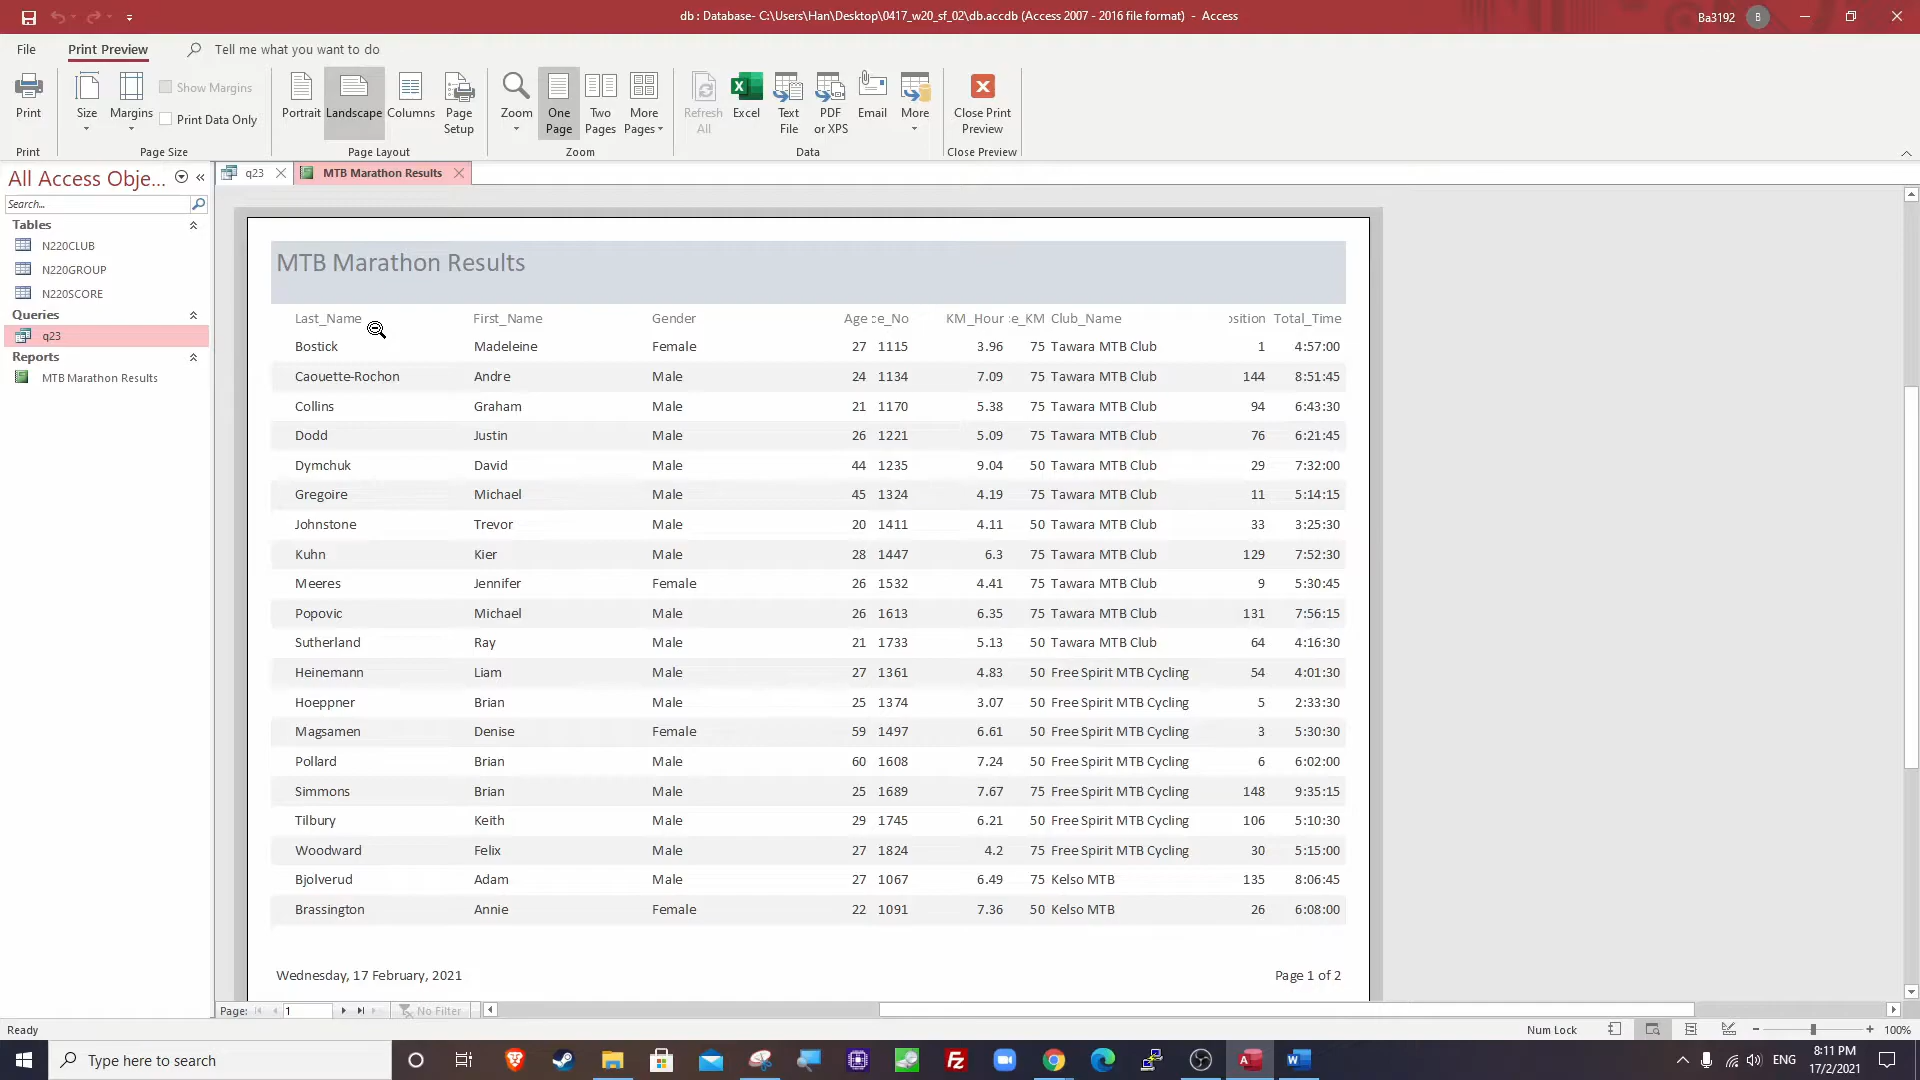 db : Database- C:\Users\Han\Desktop\0417_w20_sf_02\db.accdb (Access 2007 - 2016 file format) - Access
Ba3192
B
File
Print Preview
Tell me what you want to do
Print
Size
Margins
Show Margins
Print Data Only
Portrait
Landscape
Columns
Page Setup
Zoom
One Page
Two Pages
More Pages
Refresh All
Excel
Text File
PDF or XPS
Email
More
Close Print Preview
Print
Page Size
Page Layout
Zoom
Data
Close Preview
All Access Obje...
q23
MTB Marathon Results
Search...
Tables
N220CLUB
N220GROUP
N220SCORE
Queries
q23
Reports
MTB Marathon Results
MTB Marathon Results
Last_Name First_Name Gender Age :e_No KM_Hour :e_KM Club_Name osition Total_Time
Bostick Madeleine Female 27 1115 3.96 75 Tawara MTB Club 1 4:57:00
Caouette-Rochon Andre Male 24 1134 7.09 75 Tawara MTB Club 144 8:51:45
Collins Graham Male 21 1170 5.38 75 Tawara MTB Club 94 6:43:30
Dodd Justin Male 26 1221 5.09 75 Tawara MTB Club 76 6:21:45
Dymchuk David Male 44 1235 9.04 50 Tawara MTB Club 29 7:32:00
Gregoire Michael Male 45 1324 4.19 75 Tawara MTB Club 11 5:14:15
Johnstone Trevor Male 20 1411 4.11 50 Tawara MTB Club 33 3:25:30
Kuhn Kier Male 28 1447 6.3 75 Tawara MTB Club 129 7:52:30
Meeres Jennifer Female 26 1532 4.41 75 Tawara MTB Club 9 5:30:45
Popovic Michael Male 26 1613 6.35 75 Tawara MTB Club 131 7:56:15
Sutherland Ray Male 21 1733 5.13 50 Tawara MTB Club 64 4:16:30
Heinemann Liam Male 27 1361 4.83 50 Free Spirit MTB Cycling 54 4:01:30
Hoeppner Brian Male 25 1374 3.07 50 Free Spirit MTB Cycling 5 2:33:30
Magsamen Denise Female 59 1497 6.61 50 Free Spirit MTB Cycling 3 5:30:30
Pollard Brian Male 60 1608 7.24 50 Free Spirit MTB Cycling 6 6:02:00
Simmons Brian Male 25 1689 7.67 75 Free Spirit MTB Cycling 148 9:35:15
Tilbury Keith Male 29 1745 6.21 50 Free Spirit MTB Cycling 106 5:10:30
Woodward Felix Male 27 1824 4.2 75 Free Spirit MTB Cycling 30 5:15:00
Bjolverud Adam Male 27 1067 6.49 75 Kelso MTB 135 8:06:45
Brassington Annie Female 22 1091 7.36 50 Kelso MTB 26 6:08:00
Wednesday, 17 February, 2021 Page 1 of 2
Page: 1 No Filter
Ready
Num Lock
100%
Type here to search
ENG
8:11 PM
17/2/2021